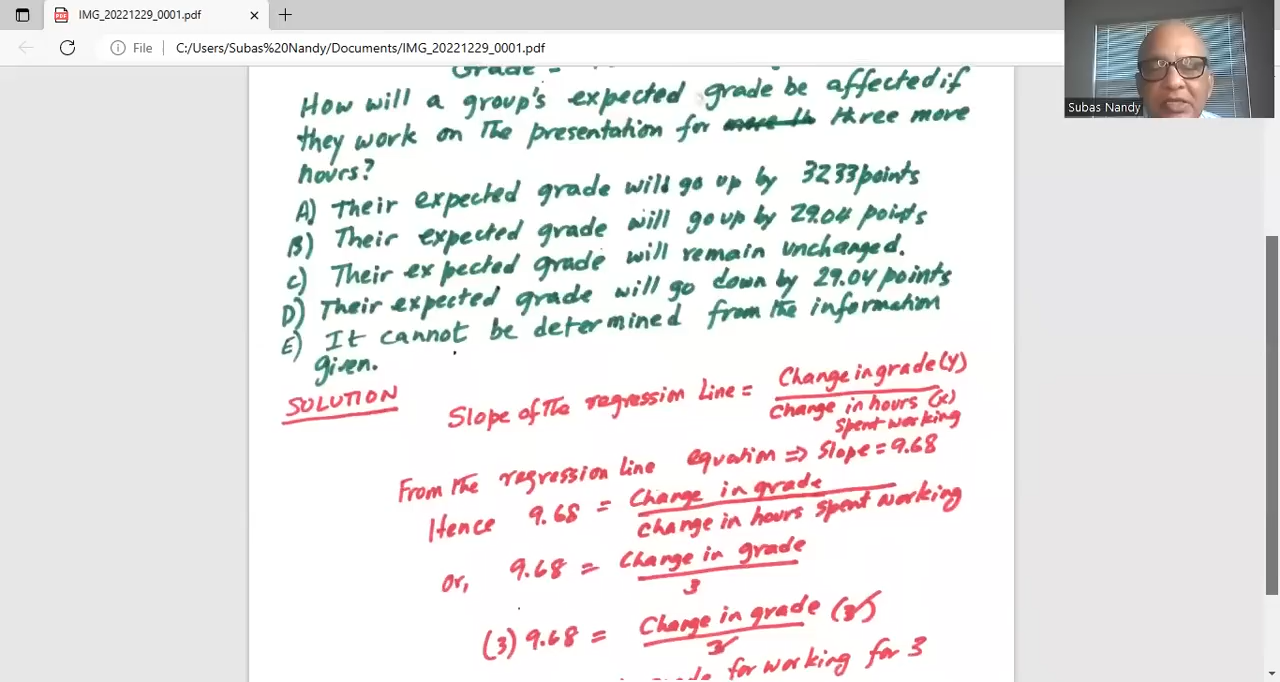 IMG_20221229_0001.pdf
File C:/Users/Subas%20Nandy/Documents/IMG_20221229_0001.pdf
Subas Nandy
Grade =
How will a group's expected grade be affected if
they work on The presentation for three more
hours?
A) Their expected grade will go up by 32.33 points
B) Their expected grade will go up by 29.04 points
C) Their expected grade will remain unchanged.
D) Their expected grade will go down by 29.04 points
E) It cannot be determined from the information
given.
SOLUTION
Slope of The regression Line = Change in grade (Y)
Change in hours (X)
spent working
From the regression line equation => Slope = 9.68
Hence 9.68 = Change in grade
Change in hours spent working
Or, 9.68 = Change in grade
3
(3) 9.68 = Change in grade (3)
3
for working for 3